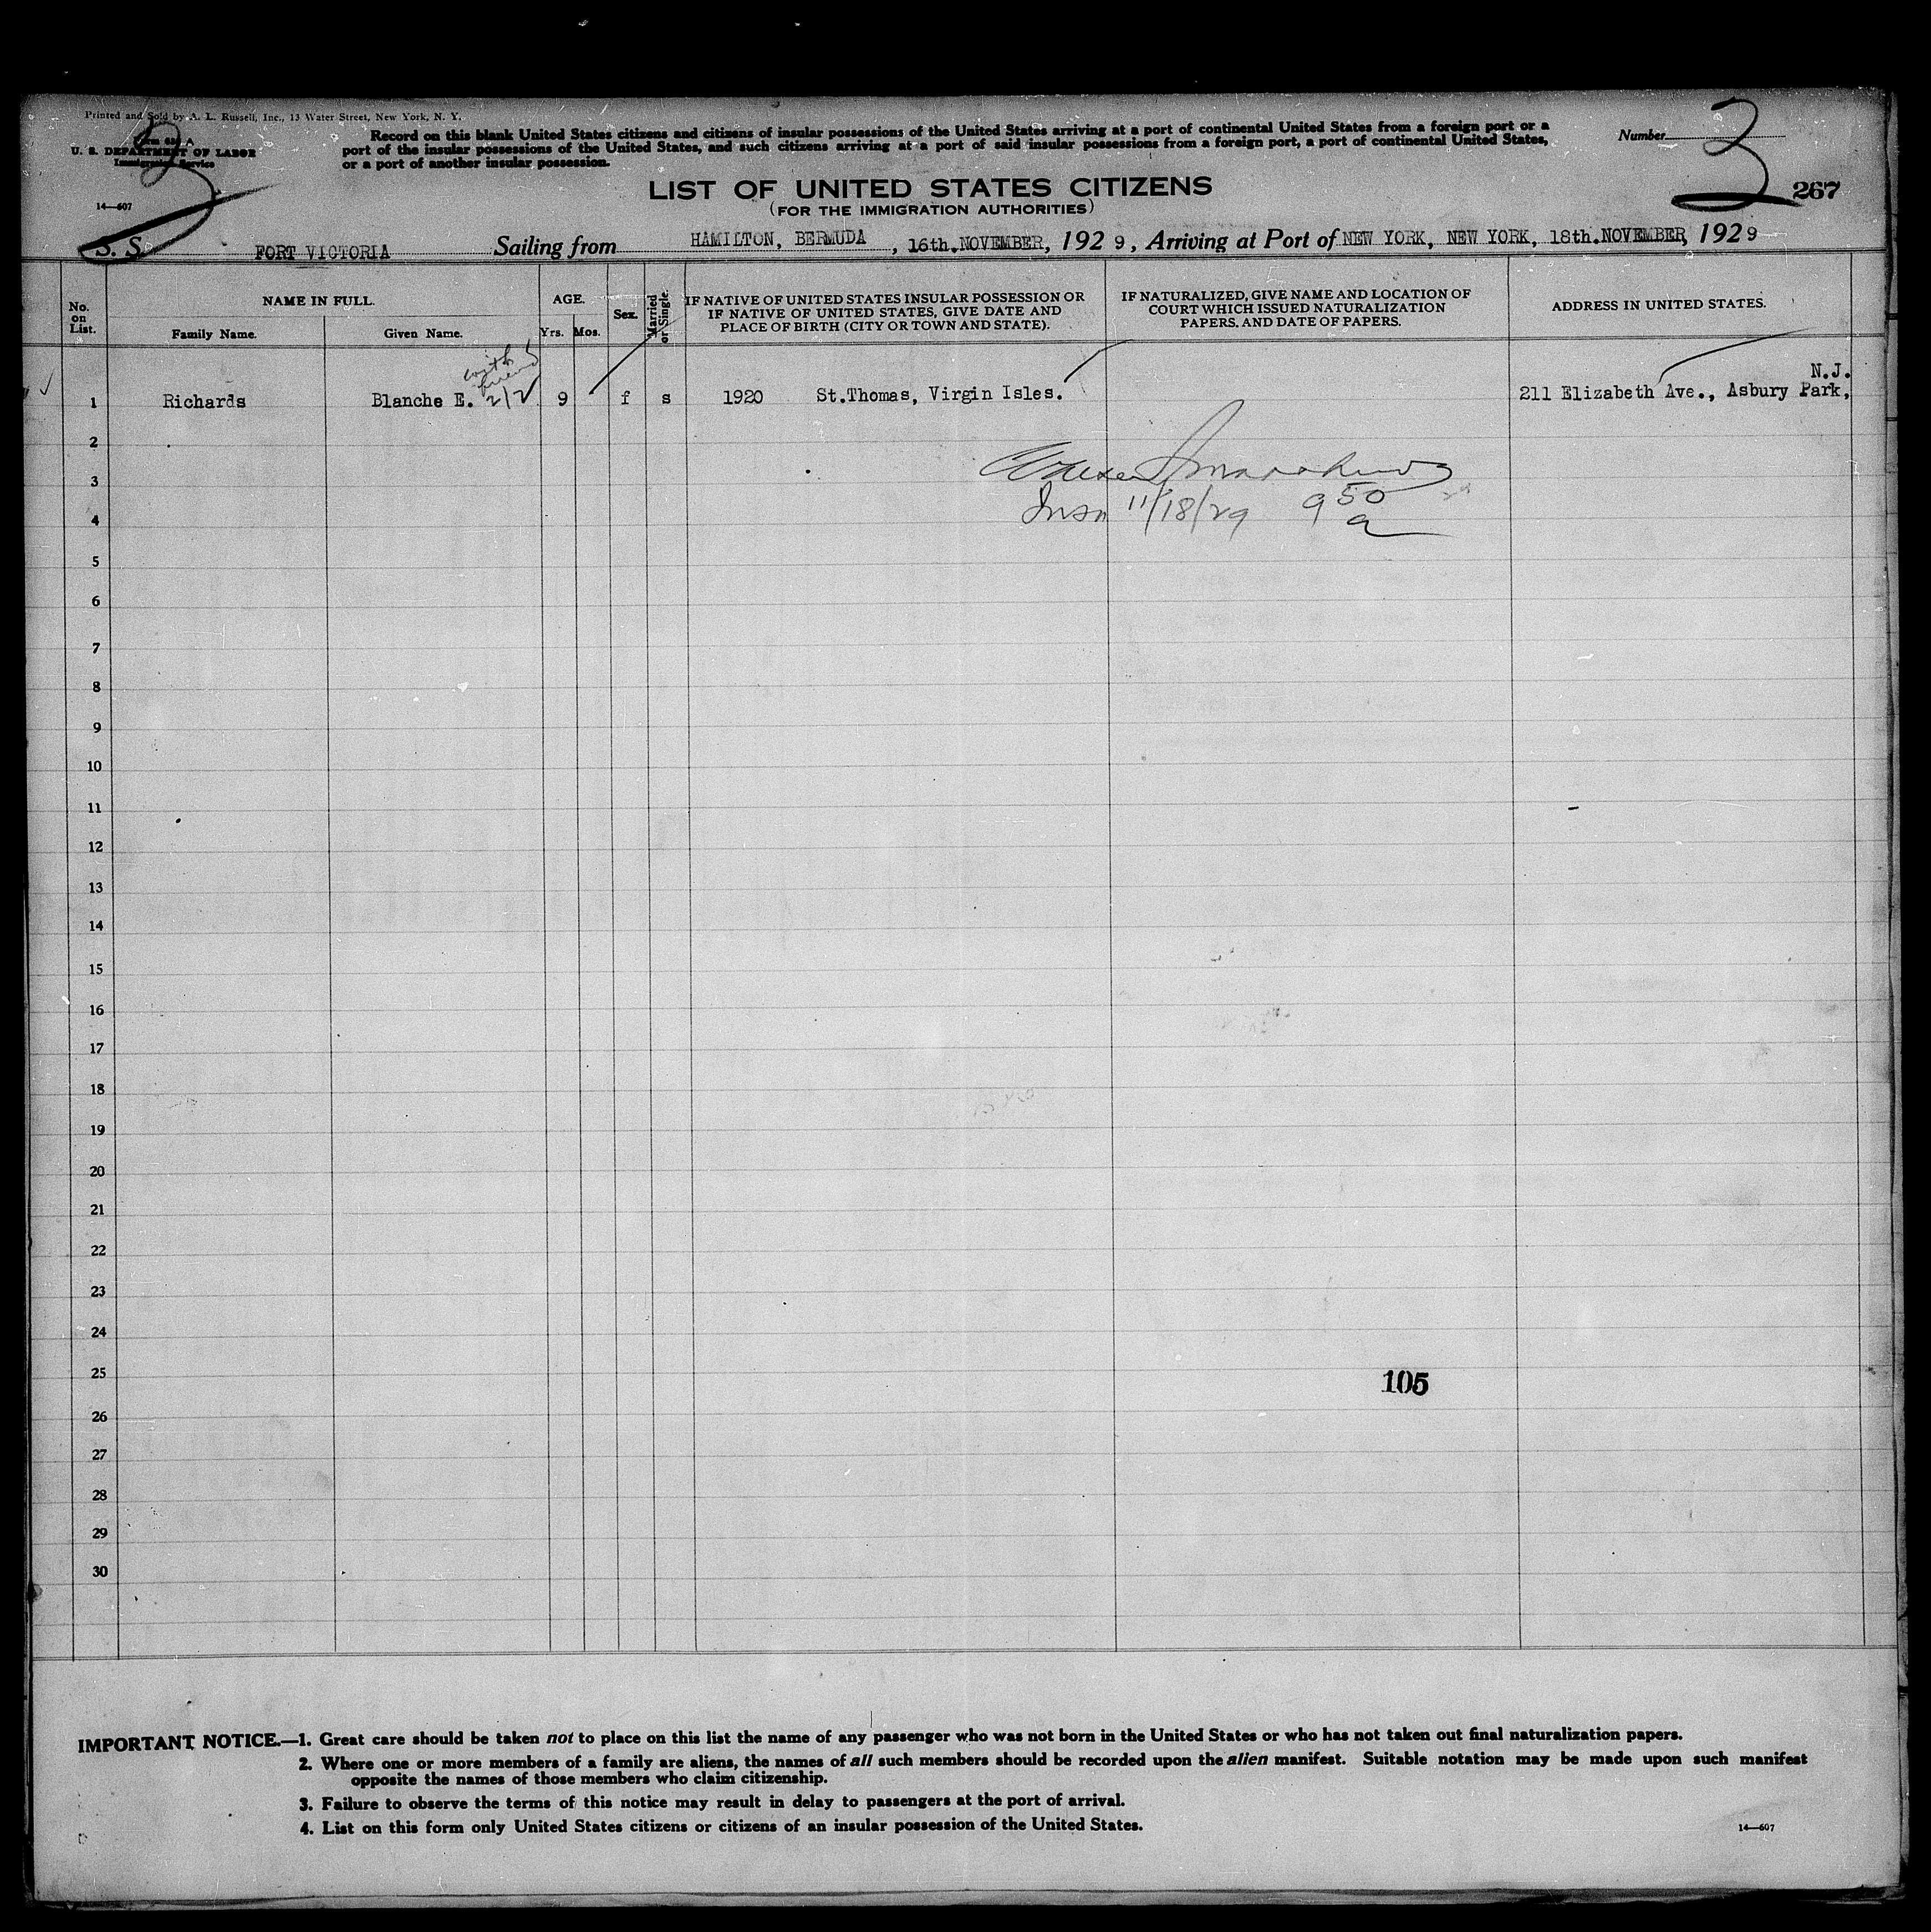 Printed and Sold by A. L. Russell, Inc., 13 Water Street, New York, N. Y.
U. S. DEPARTMENT OF LABOR
Immigration Service
14—607
3
Record on this blank United States citizens and citizens of insular possessions of the United States arriving at a port of continental United States from a foreign port or a
port of the insular possessions of the United States, and such citizens arriving at a port of said insular possessions from a foreign port, a port of continental United States,
or a port of another insular possession.
Number 3
267
LIST OF UNITED STATES CITIZENS
(FOR THE IMMIGRATION AUTHORITIES)
S. S. FORT VICTORIA Sailing from HAMILTON, BERMUDA, 16th.NOVEMBER, 1929, Arriving at Port of NEW YORK, NEW YORK, 18th.NOVEMBER, 1929
No. on List.
NAME IN FULL.
Family Name.
Given Name.
AGE.
Yrs.
Mos.
Sex.
Married or Single.
IF NATIVE OF UNITED STATES INSULAR POSSESSION OR
IF NATIVE OF UNITED STATES, GIVE DATE AND
PLACE OF BIRTH (CITY OR TOWN AND STATE).
IF NATURALIZED, GIVE NAME AND LOCATION OF
COURT WHICH ISSUED NATURALIZATION
PAPERS, AND DATE OF PAPERS.
ADDRESS IN UNITED STATES.
with
friend
N.J.
1 Richards Blanche E. 2/2 9 f s 1920 St.Thomas, Virgin Isles. 211 Elizabeth Ave., Asbury Park,
2
3
11/18/29 9 50
a
4
5
6
7
8
9
10
11
12
13
14
15
16
17
18
19
20
21
22
23
24
25
105
26
27
28
29
30
IMPORTANT NOTICE.—1. Great care should be taken not to place on this list the name of any passenger who was not born in the United States or who has not taken out final naturalization papers.
2. Where one or more members of a family are aliens, the names of all such members should be recorded upon the alien manifest. Suitable notation may be made upon such manifest
opposite the names of those members who claim citizenship.
3. Failure to observe the terms of this notice may result in delay to passengers at the port of arrival.
4. List on this form only United States citizens or citizens of an insular possession of the United States.
14—607